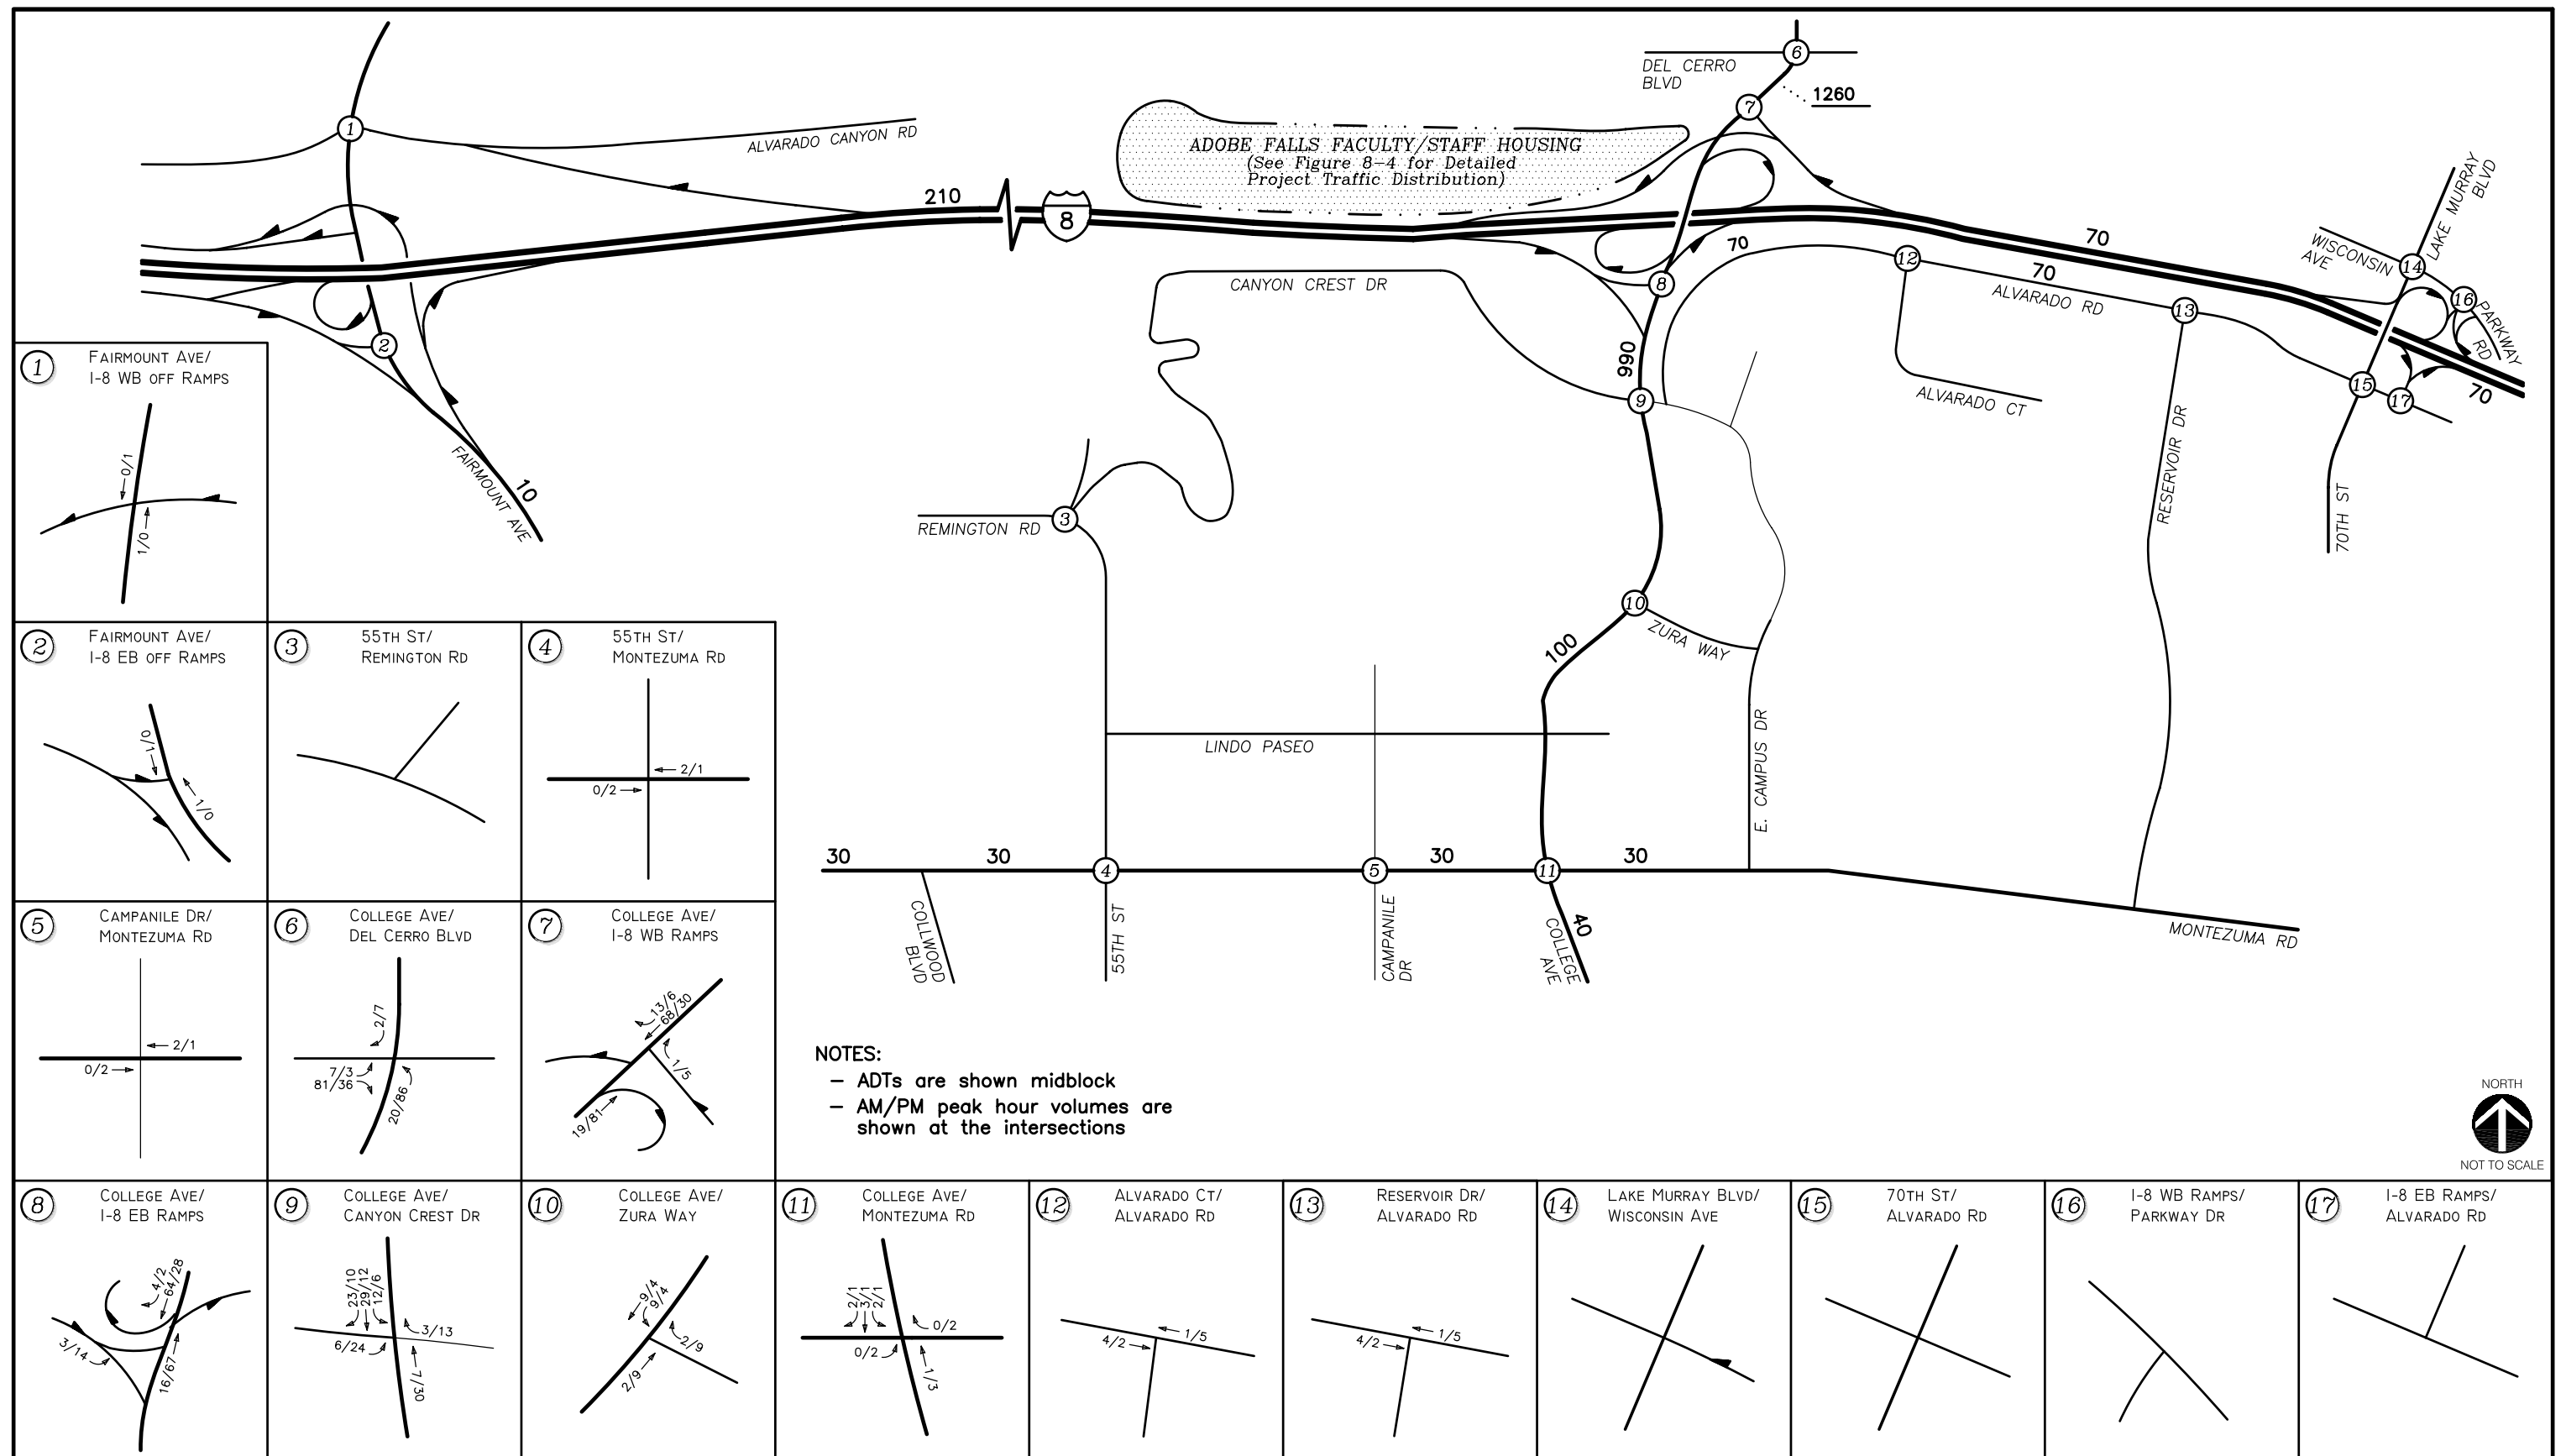 6
DEL CERRO
BLVD
7
1260
1
ALVARADO CANYON RD
ADOBE FALLS FACULTY/STAFF HOUSING
(See Figure 8-4 for Detailed
Project Traffic Distribution)
210
8
70
70
LAKE MURRAY
BLVD
WISCONSIN
AVE
14
12
70
ALVARADO RD
16
PARKWAY
RD
13
8
CANYON CREST DR
2
990
9
ALVARADO CT
15
17
70
FAIRMOUNT AVE
10
REMINGTON RD
3
RESERVOIR DR
70TH ST
10
ZURA WAY
100
LINDO PASEO
E. CAMPUS DR
30
30
30
30
4
5
11
COLLWOOD
BLVD
55TH ST
CAMPANILE
DR
COLLEGE
AVE
40
MONTEZUMA RD
NOTES:
– ADTs are shown midblock
– AM/PM peak hour volumes are
shown at the intersections
NORTH
NOT TO SCALE
1
FAIRMOUNT AVE/
I-8 WB OFF RAMPS
0/1
1/0
2
FAIRMOUNT AVE/
I-8 EB OFF RAMPS
0/1
1/0
3
55TH ST/
REMINGTON RD
4
55TH ST/
MONTEZUMA RD
2/1
0/2
5
CAMPANILE DR/
MONTEZUMA RD
2/1
0/2
6
COLLEGE AVE/
DEL CERRO BLVD
2/7
7/3
81/36
20/86
7
COLLEGE AVE/
I-8 WB RAMPS
13/6
68/30
1/5
19/81
8
COLLEGE AVE/
I-8 EB RAMPS
4/2
64/28
3/14
16/67
9
COLLEGE AVE/
CANYON CREST DR
23/10
29/12
12/6
3/13
6/24
7/30
10
COLLEGE AVE/
ZURA WAY
9/4
9/4
2/9
2/9
11
COLLEGE AVE/
MONTEZUMA RD
2/1
3/1
2/1
0/2
0/2
1/3
12
ALVARADO CT/
ALVARADO RD
1/5
4/2
13
RESERVOIR DR/
ALVARADO RD
1/5
4/2
14
LAKE MURRAY BLVD/
WISCONSIN AVE
15
70TH ST/
ALVARADO RD
16
I-8 WB RAMPS/
PARKWAY DR
17
I-8 EB RAMPS/
ALVARADO RD